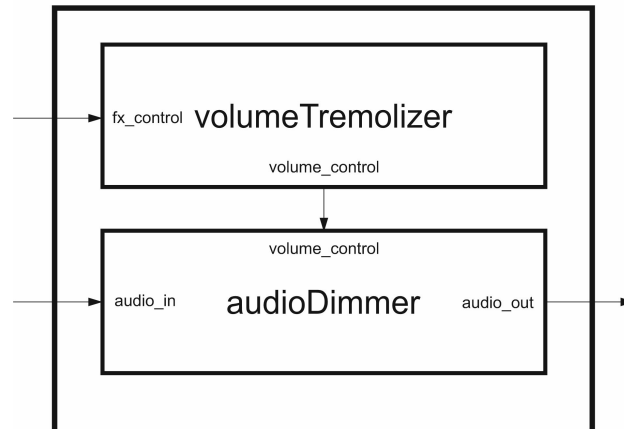 fx_control volumeTremolizer
volume_control
volume_control
audio_in audioDimmer audio_out